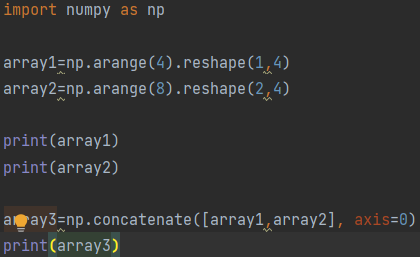 import numpy as np
array1=np.arange(4).reshape(1,4)
array2=np.arange(8).reshape(2,4)
print(array1)
print(array2)
array3=np.concatenate([array1,array2], axis=0)
print(array3)